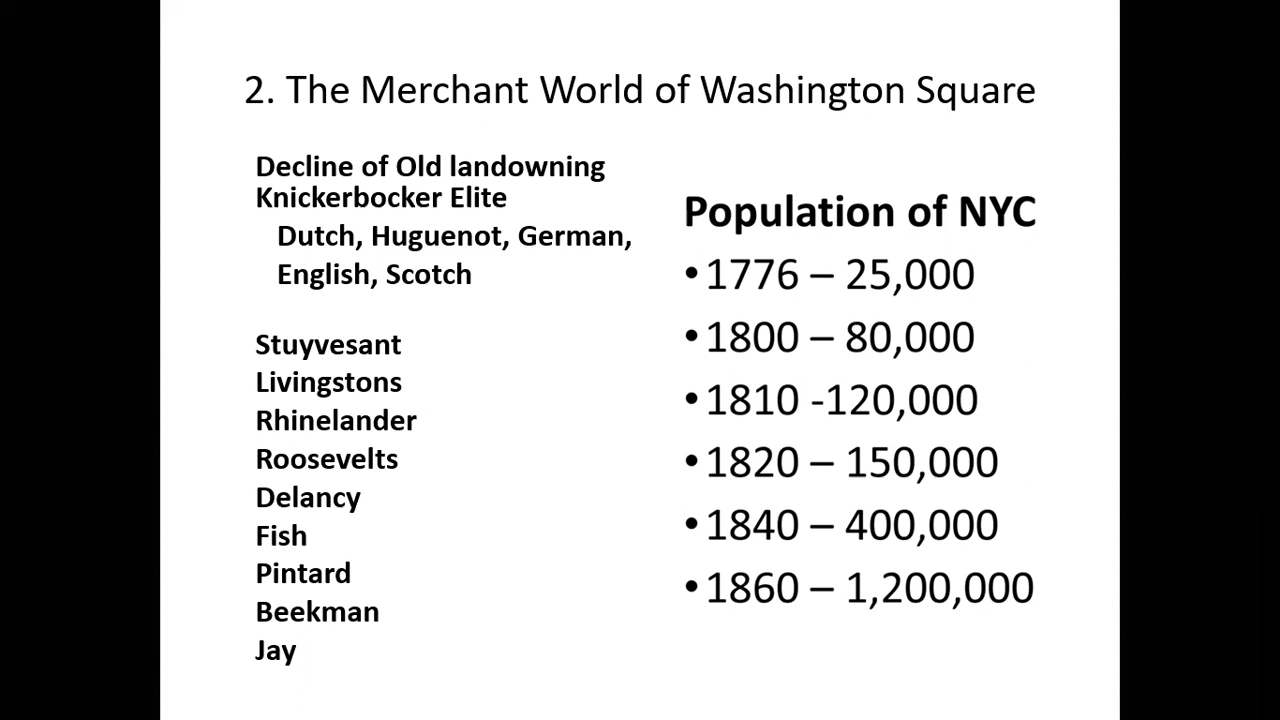 2. The Merchant World of Washington Square
Decline of Old landowning
Knickerbocker Elite
Dutch, Huguenot, German,
English, Scotch
Stuyvesant
Livingstons
Rhinelander
Roosevelts
Delancy
Fish
Pintard
Beekman
Jay
Population of NYC
•1776 – 25,000
•1800 – 80,000
•1810 -120,000
•1820 – 150,000
•1840 – 400,000
•1860 – 1,200,000